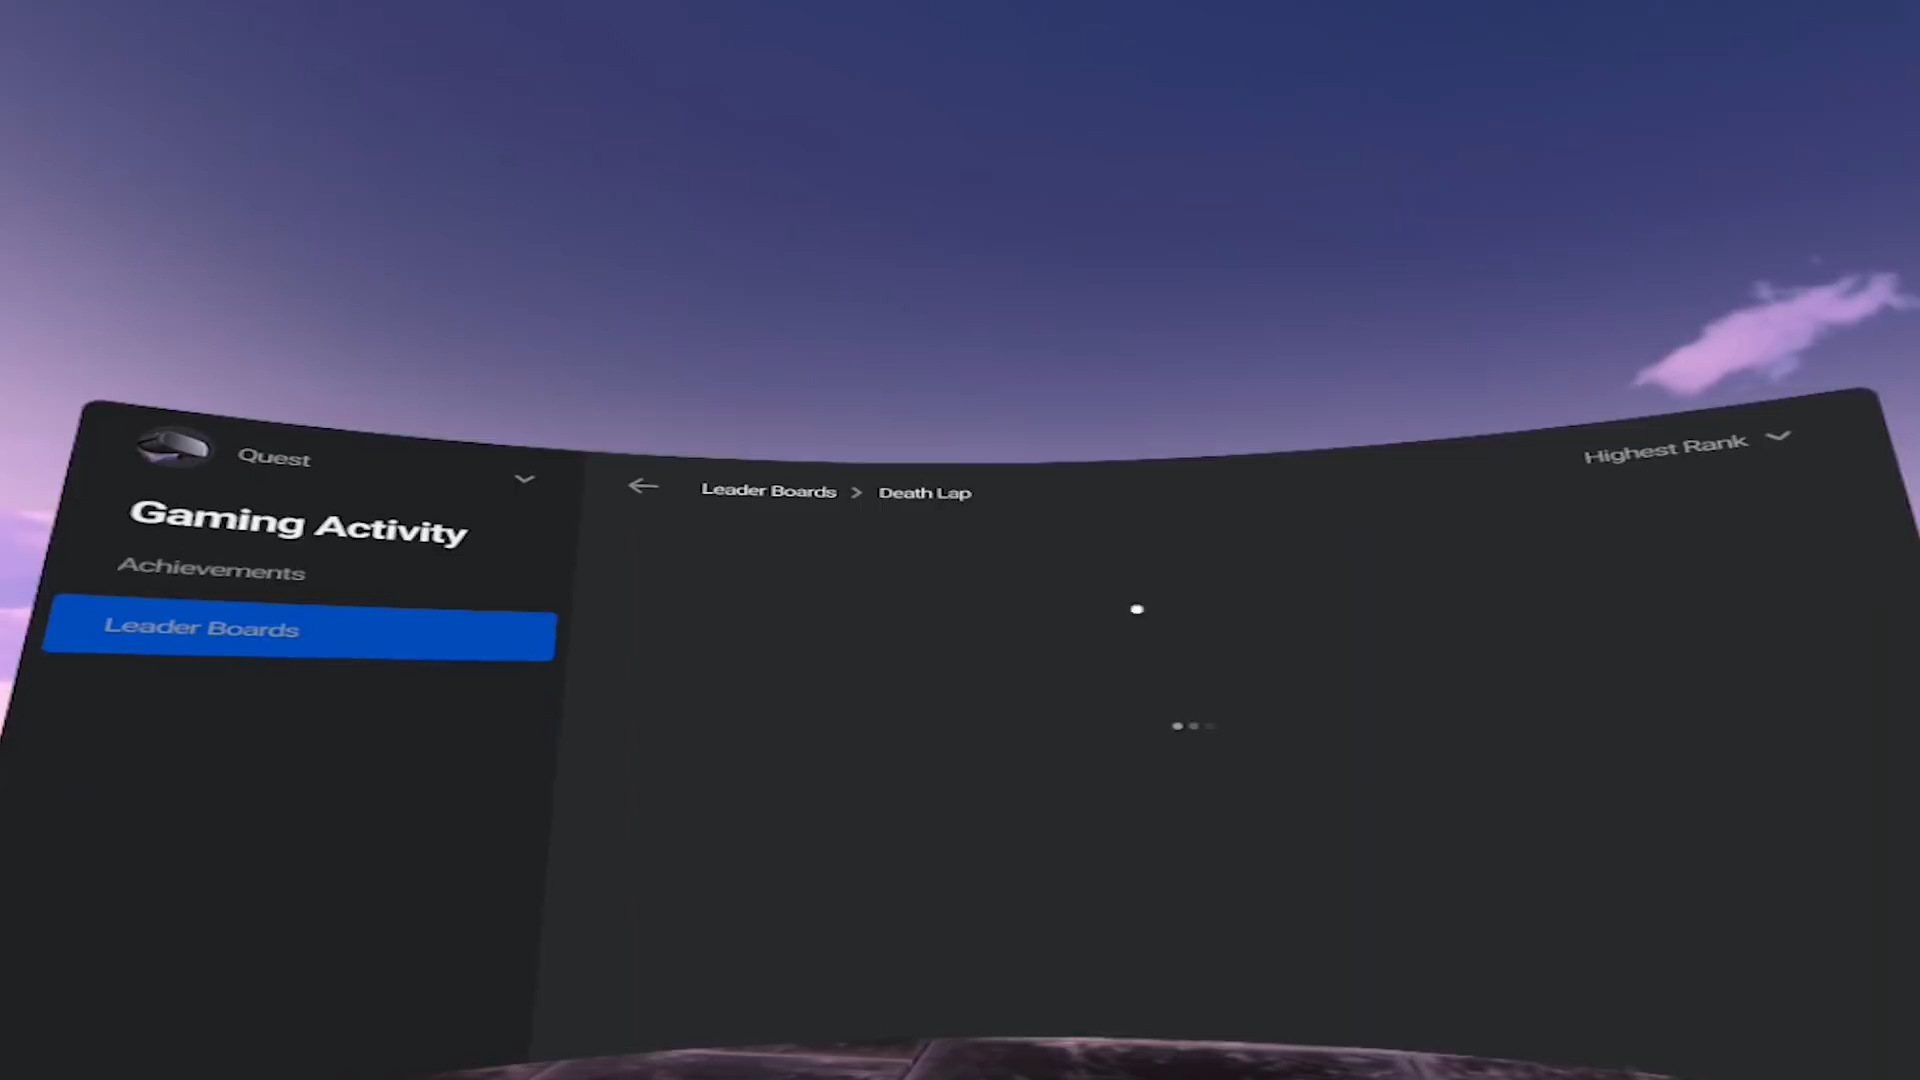 Quest
Gaming Activity
Achievements
Leader Boards
Leader Boards > Death Lap
Highest Rank